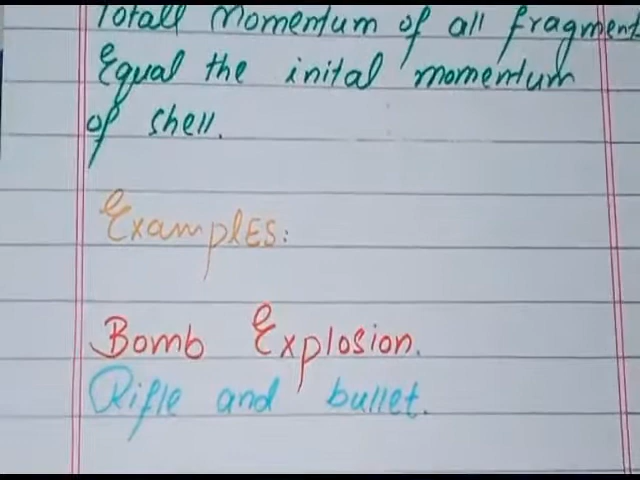 Totall momentum of all fragment
Equal the inital momentum
of shell.
Examples:
Bomb Explosion.
Rifle and bullet.